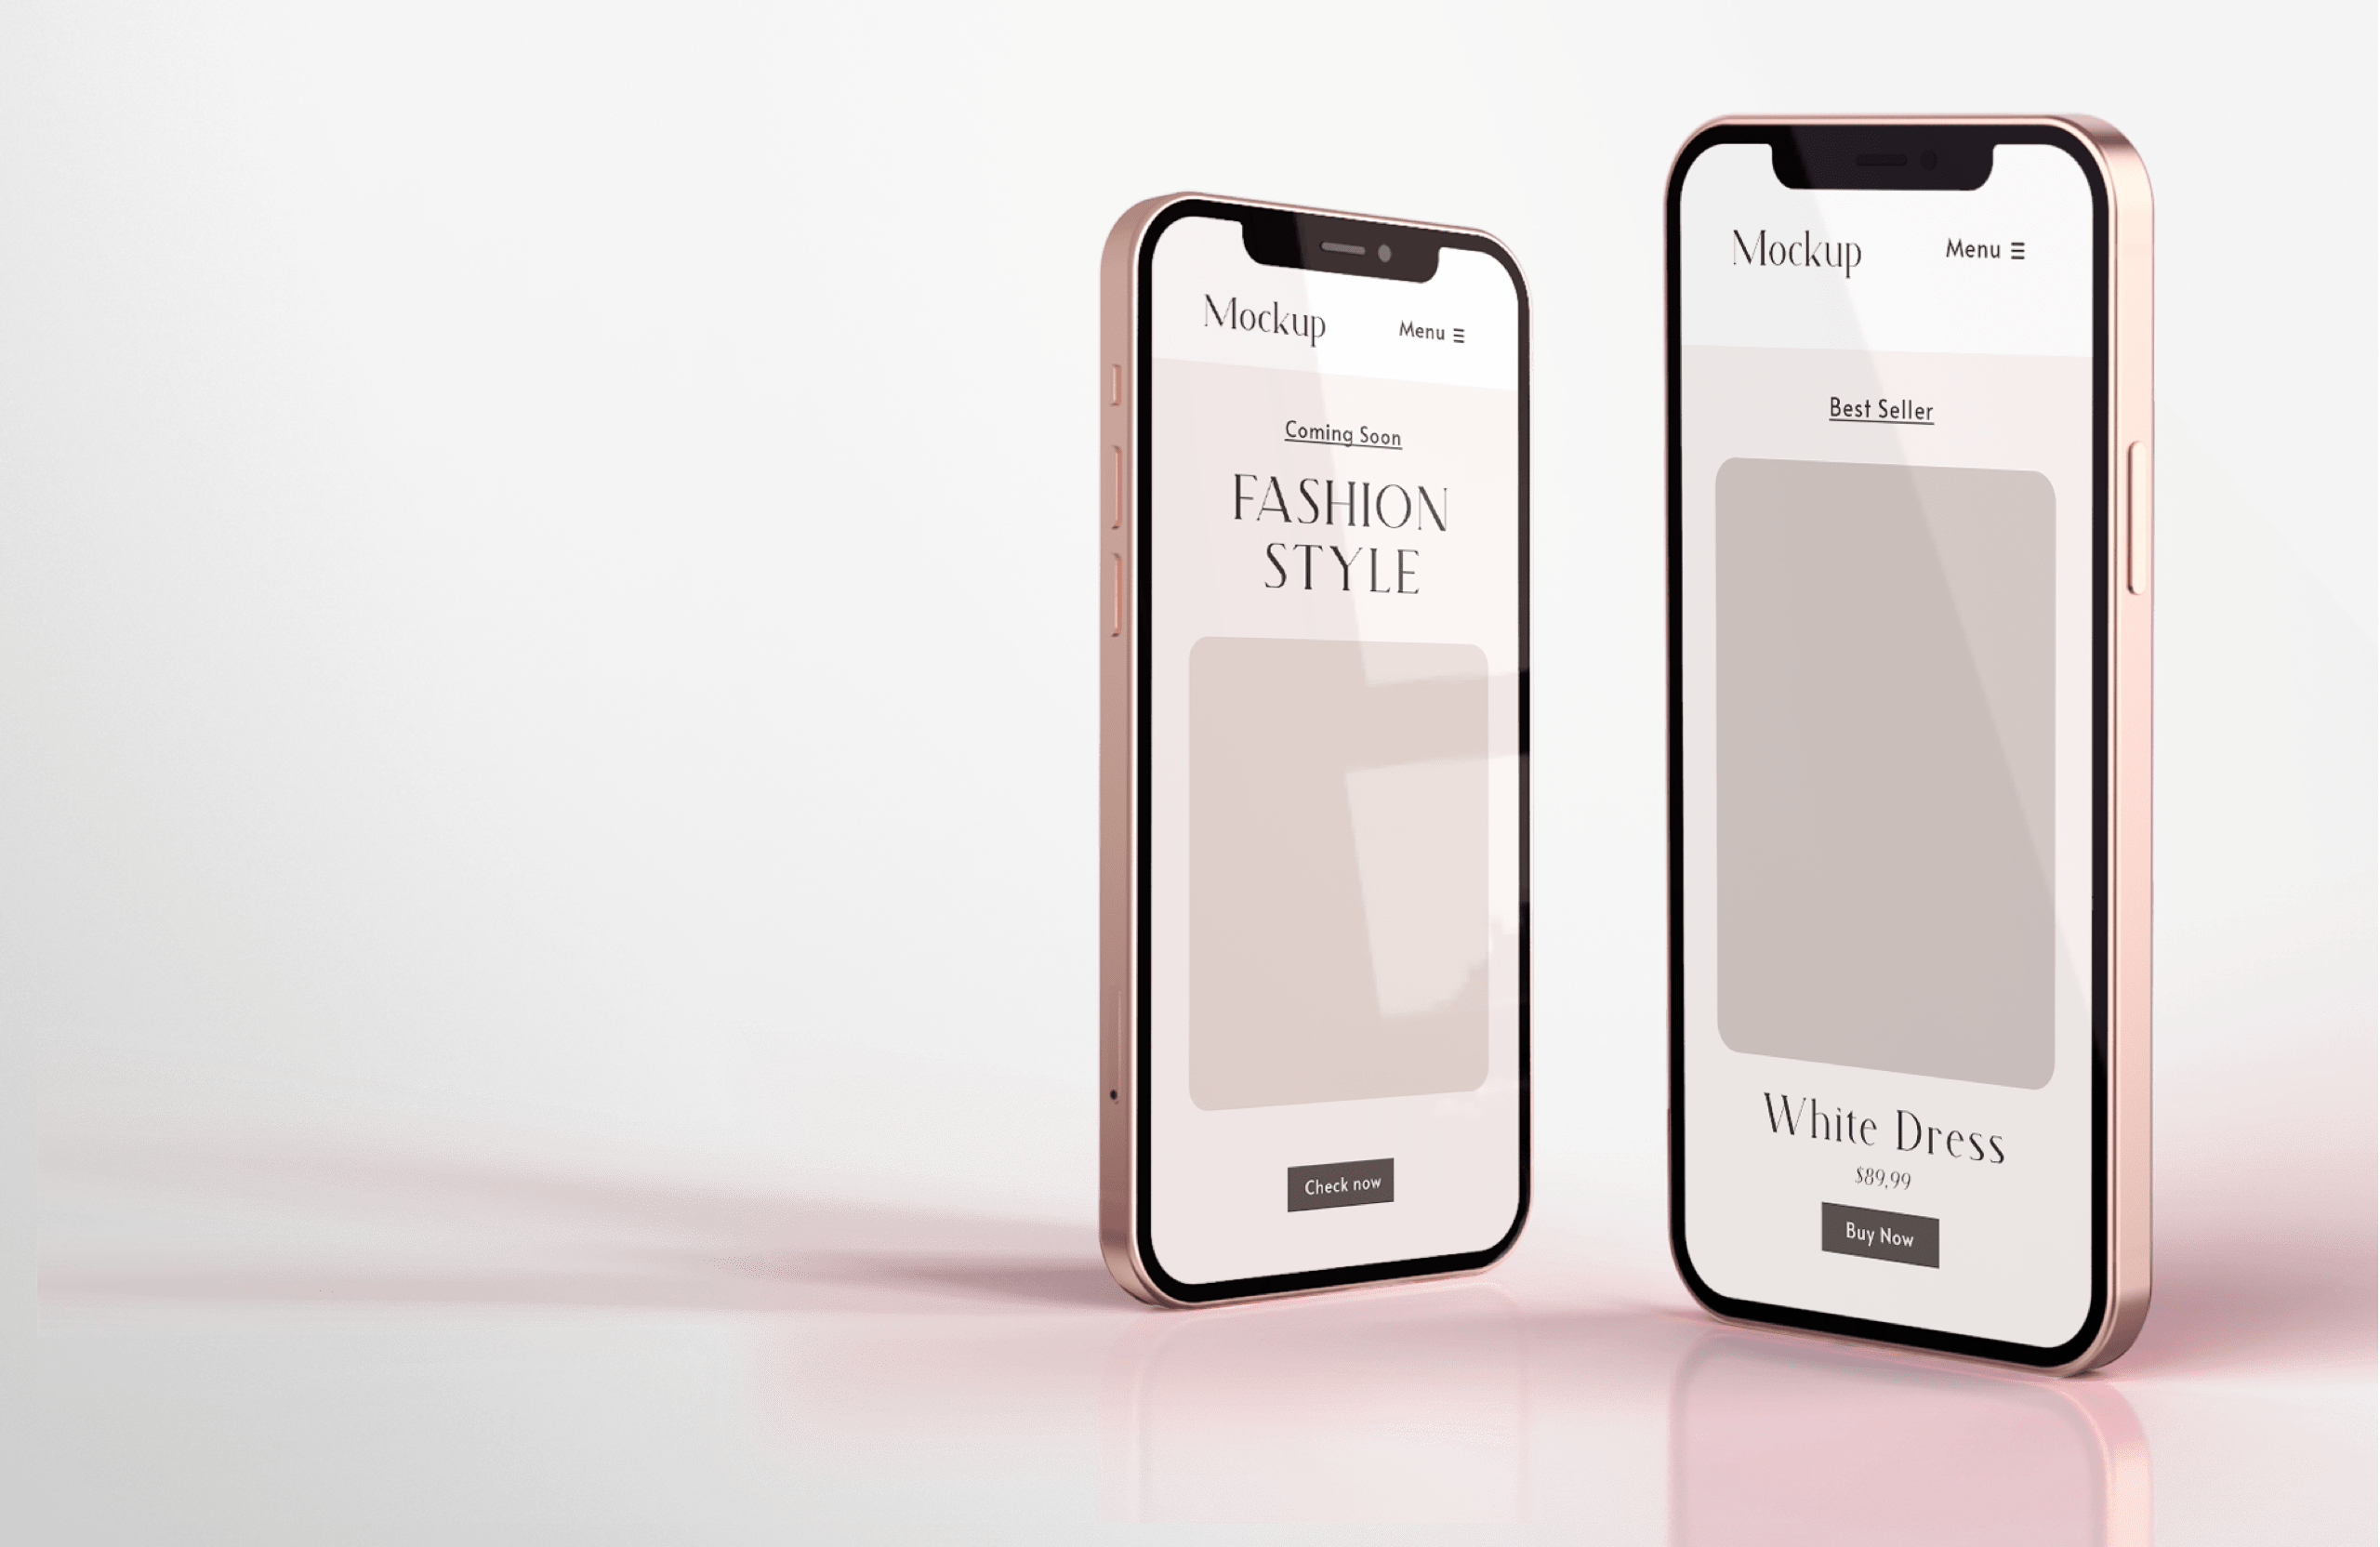 Mockup
Menu
Coming Soon
FASHION
STYLE
Check now
Mockup
Menu
Best Seller
White Dress
$89,99
Buy Now